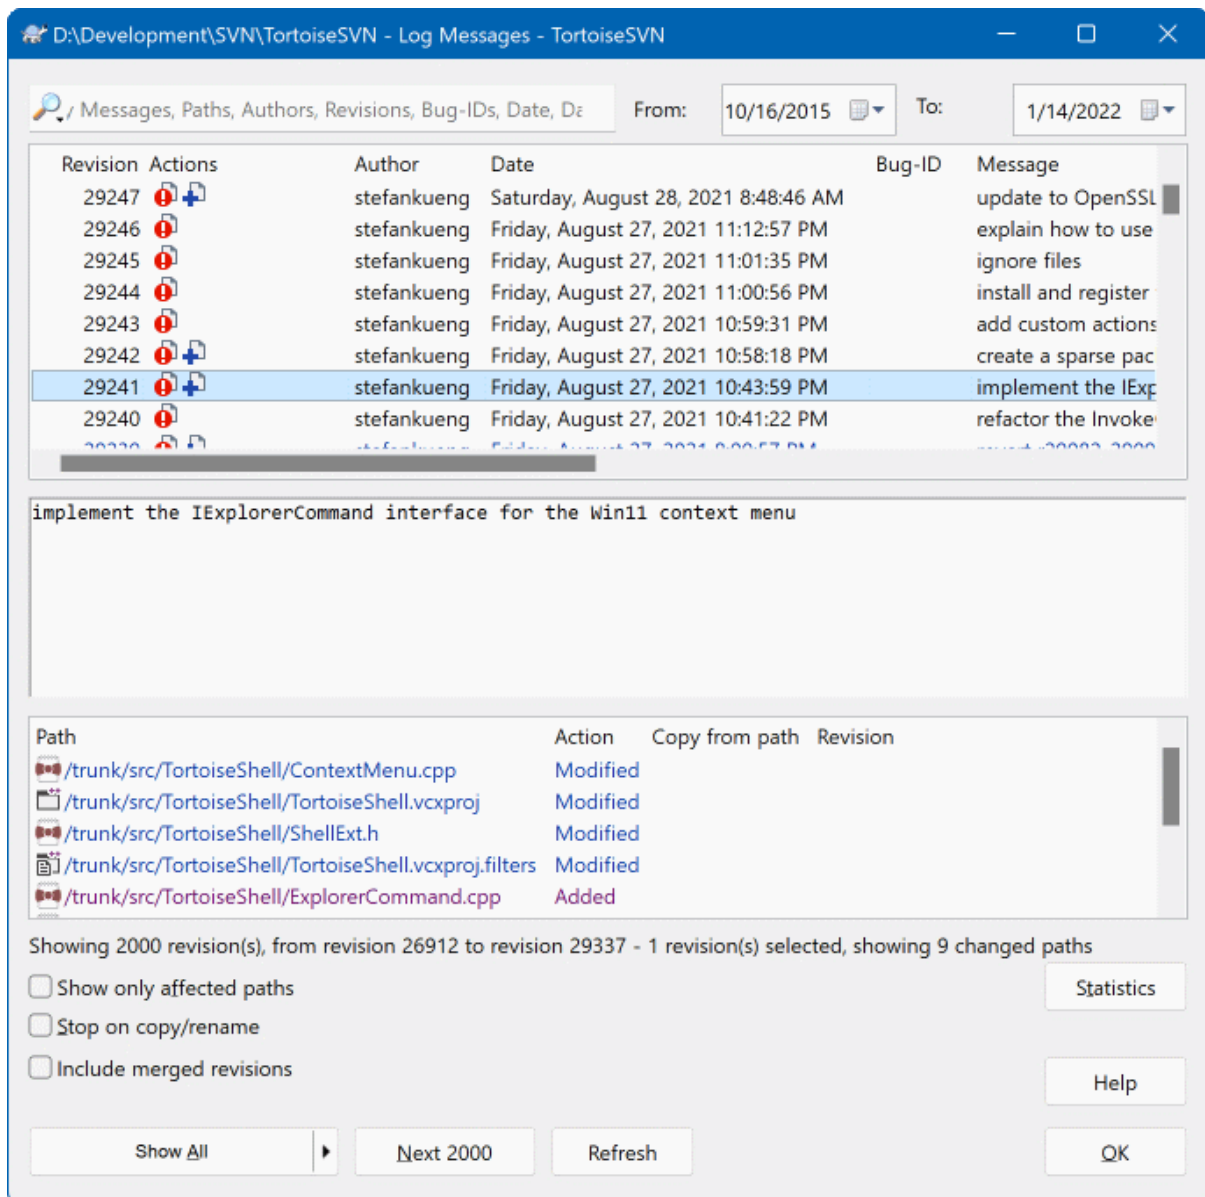 D:\Development\SVN\TortoiseSVN - Log Messages - TortoiseSVN
Messages, Paths, Authors, Revisions, Bug-IDs, Date, Da From: 10/16/2015 To: 1/14/2022
Revision Actions Author Date Bug-ID Message
29247 stefankueng Saturday, August 28, 2021 8:48:46 AM update to OpenSSL
29246 stefankueng Friday, August 27, 2021 11:12:57 PM explain how to use
29245 stefankueng Friday, August 27, 2021 11:01:35 PM ignore files
29244 stefankueng Friday, August 27, 2021 11:00:56 PM install and register
29243 stefankueng Friday, August 27, 2021 10:59:31 PM add custom actions
29242 stefankueng Friday, August 27, 2021 10:58:18 PM create a sparse pac
29241 stefankueng Friday, August 27, 2021 10:43:59 PM implement the IExp
29240 stefankueng Friday, August 27, 2021 10:41:22 PM refactor the Invoke
implement the IExplorerCommand interface for the Win11 context menu
Path Action Copy from path Revision
/trunk/src/TortoiseShell/ContextMenu.cpp Modified
/trunk/src/TortoiseShell/TortoiseShell.vcxproj Modified
/trunk/src/TortoiseShell/ShellExt.h Modified
/trunk/src/TortoiseShell/TortoiseShell.vcxproj.filters Modified
/trunk/src/TortoiseShell/ExplorerCommand.cpp Added
Showing 2000 revision(s), from revision 26912 to revision 29337 - 1 revision(s) selected, showing 9 changed paths
Show only affected paths Statistics
Stop on copy/rename
Include merged revisions
Help
Show All Next 2000 Refresh OK